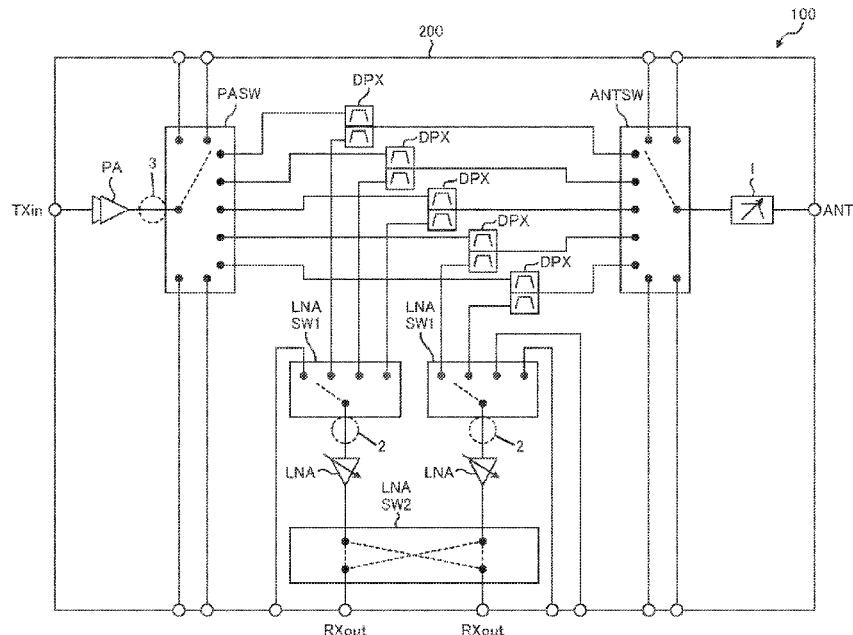 100
200
DPX
PASW
ANTSW
DPX
PA
3
DPX
1
TXin
ANT
DPX
DPX
LNA
SW1
LNA
SW1
2
2
LNA
LNA
LNA
SW2
RXout
RXout